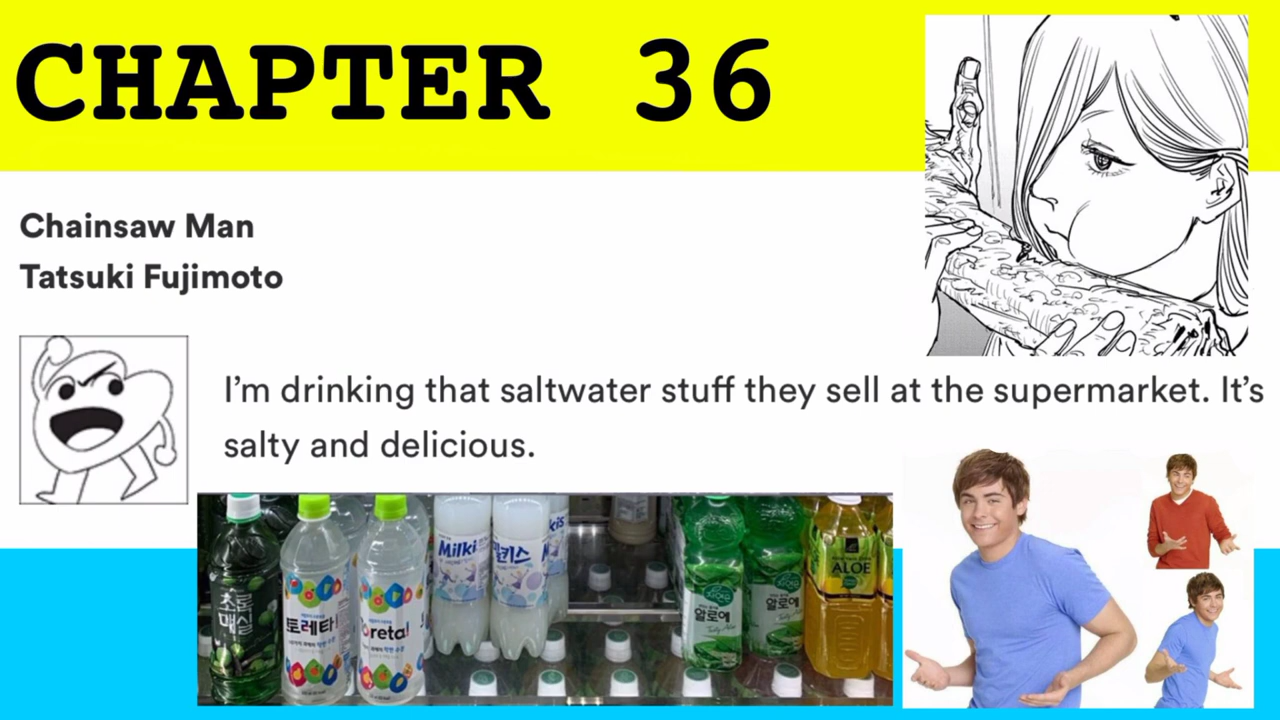 CHAPTER 36
Chainsaw Man
Tatsuki Fujimoto
I'm drinking that saltwater stuff they sell at the supermarket. It's
salty and delicious.
초록
매실
토레타!
oreta!
Milki
밀키스
kis
알로에
알로에
ALOE